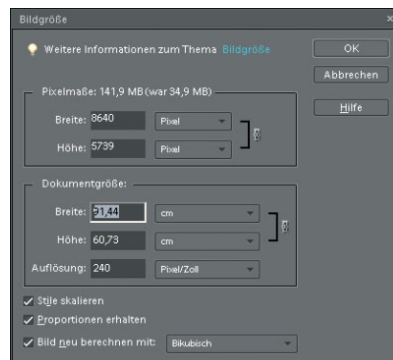 Bildgröße
Weitere Informationen zum Thema Bildgröße
OK
Abbrechen
Hilfe
Pixelmaße: 141,9 MB (war 34,9 MB)
Breite: 8640 Pixel
Höhe: 5739 Pixel
Dokumentgröße:
Breite: 91,44 cm
Höhe: 60,73 cm
Auflösung: 240 Pixel/Zoll
Stile skalieren
Proportionen erhalten
Bild neu berechnen mit: Bikubisch